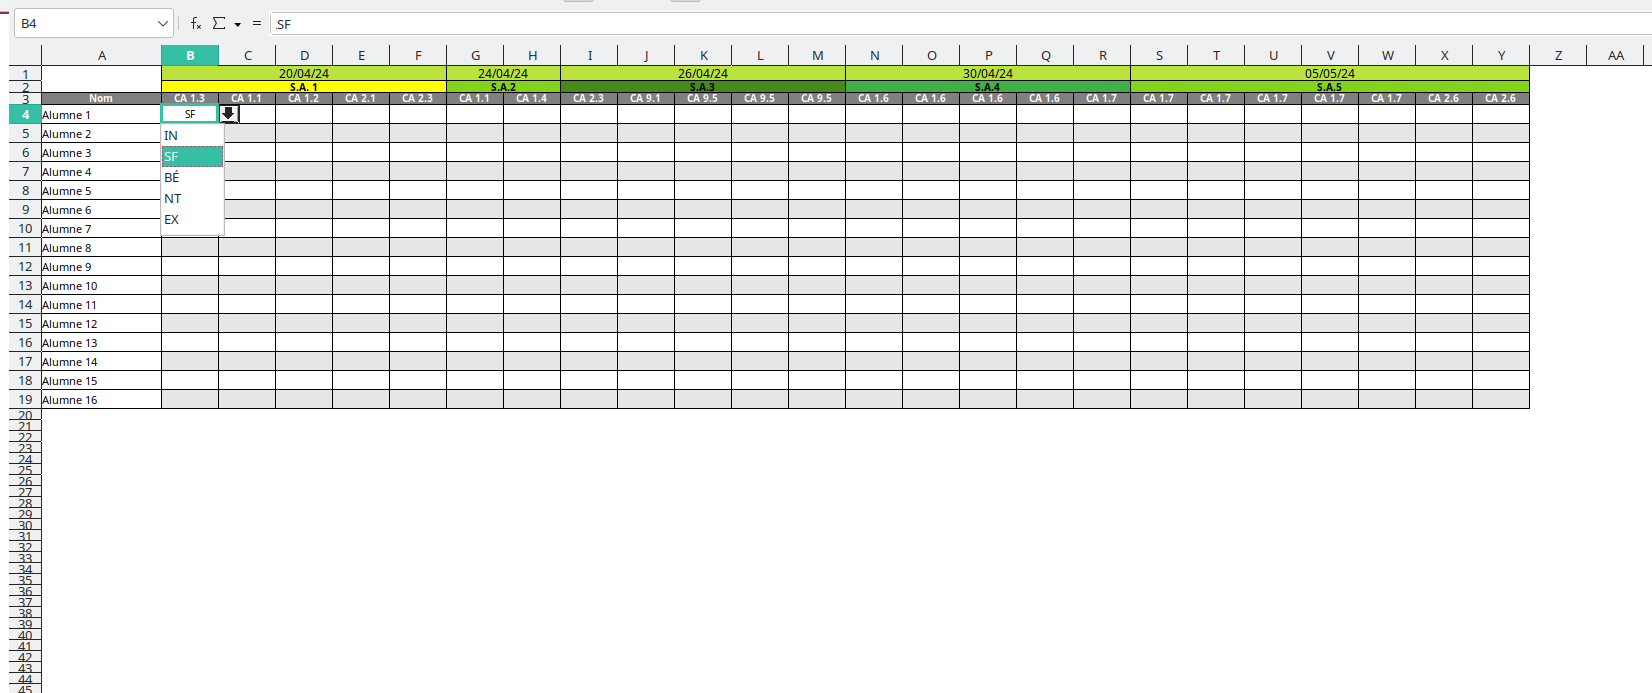 B4 fx Σ = SF
A B C D E F G H I J K L M N O P Q R S T U V W X Y Z AA
1 20/04/24 24/04/24 26/04/24 30/04/24 05/05/24
2 S.A. 1 S.A.2 S.A.3 S.A.4 S.A.5
3 Nom CA 1.3 CA 1.1 CA 1.2 CA 2.1 CA 2.3 CA 1.1 CA 1.4 CA 2.3 CA 9.1 CA 9.5 CA 9.5 CA 9.5 CA 1.6 CA 1.6 CA 1.6 CA 1.6 CA 1.7 CA 1.7 CA 1.7 CA 1.7 CA 1.7 CA 1.7 CA 2.6 CA 2.6
4 Alumne 1 SF
5 Alumne 2 IN
6 Alumne 3 SF
7 Alumne 4 BÉ
8 Alumne 5 NT
9 Alumne 6 EX
10 Alumne 7
11 Alumne 8
12 Alumne 9
13 Alumne 10
14 Alumne 11
15 Alumne 12
16 Alumne 13
17 Alumne 14
18 Alumne 15
19 Alumne 16
20
21
22
23
24
25
26
27
28
29
30
31
32
33
34
35
36
37
38
39
40
41
42
43
44
45